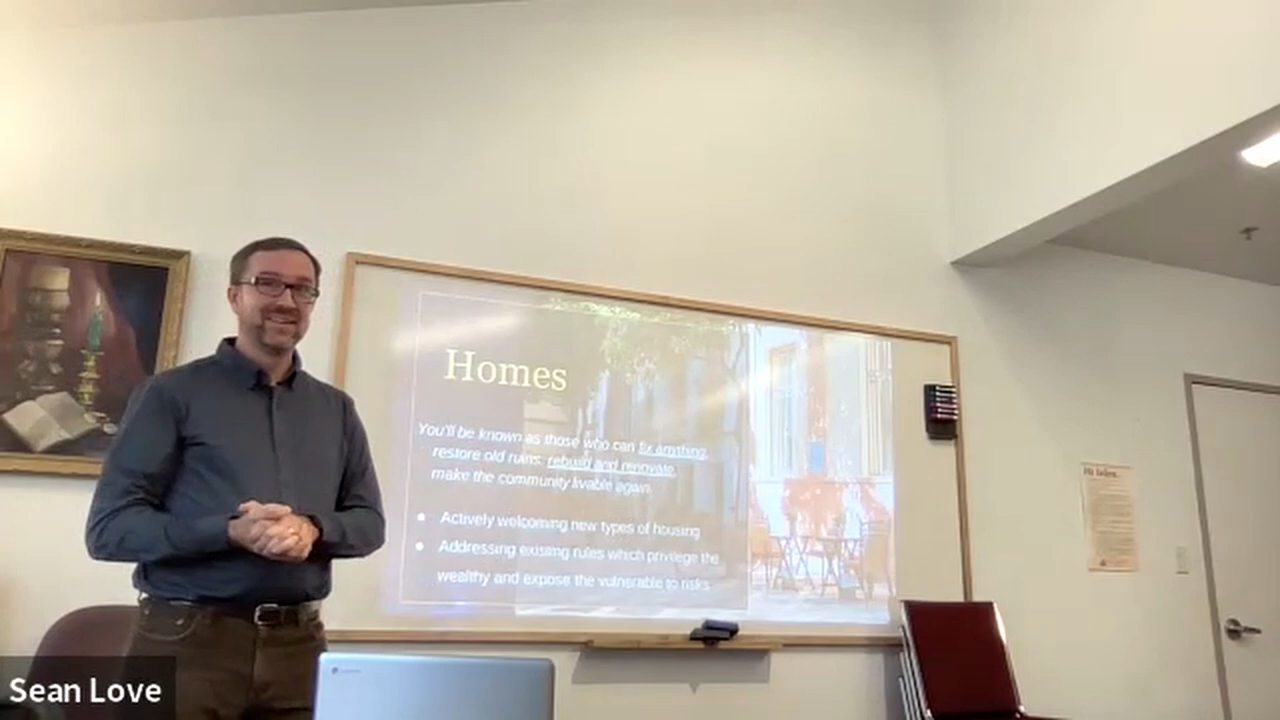 Homes
You'll be known as those who can fix anything,
restore old ruins, rebuild and renovate,
make the community livable again.
Actively welcoming new types of housing
Addressing existing rules which privilege the
wealthy and expose the vulnerable to risks
Sean Love